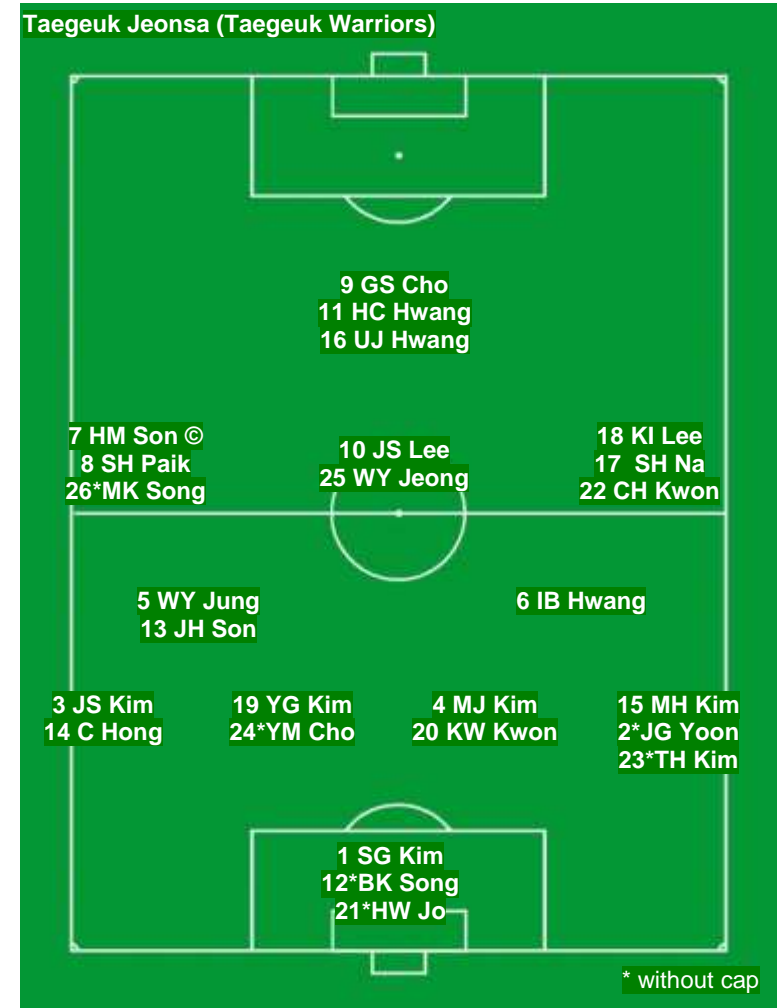 Taegeuk Jeonsa (Taegeuk Warriors)
9 GS Cho
11 HC Hwang
16 UJ Hwang
7 HM Son ©
8 SH Paik
26*MK Song
10 JS Lee
25 WY Jeong
18 KI Lee
17 SH Na
22 CH Kwon
5 WY Jung
13 JH Son
6 IB Hwang
3 JS Kim
14 C Hong
19 YG Kim
24*YM Cho
4 MJ Kim
20 KW Kwon
15 MH Kim
2*JG Yoon
23*TH Kim
1 SG Kim
12*BK Song
21*HW Jo
* without cap